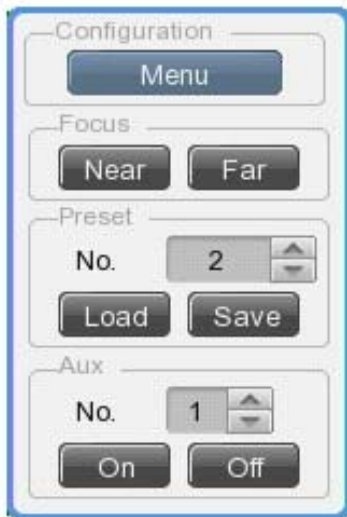 Configuration
Menu
Focus
Near Far
Preset
No. 2
Load Save
Aux
No. 1
On Off